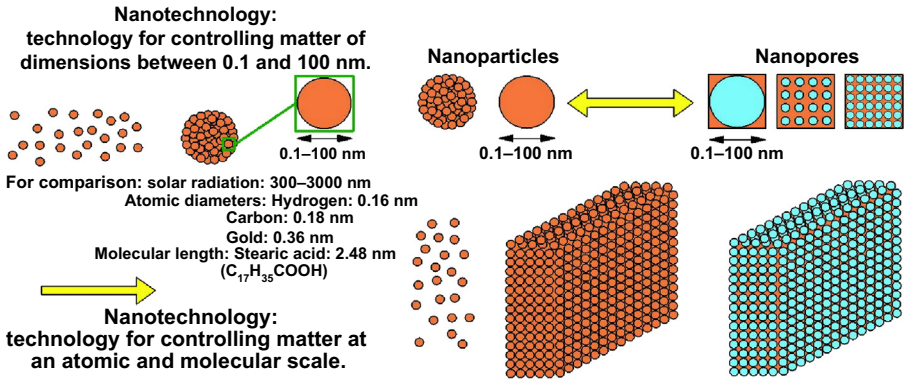 Nanotechnology:
technology for controlling matter of
dimensions between 0.1 and 100 nm.
0.1–100 nm
For comparison: solar radiation: 300–3000 nm
Atomic diameters: Hydrogen: 0.16 nm
Carbon: 0.18 nm
Gold: 0.36 nm
Molecular length: Stearic acid: 2.48 nm
(C₁₇H₃₅COOH)
Nanotechnology:
technology for controlling matter at
an atomic and molecular scale.
Nanoparticles
Nanopores
0.1–100 nm
0.1–100 nm